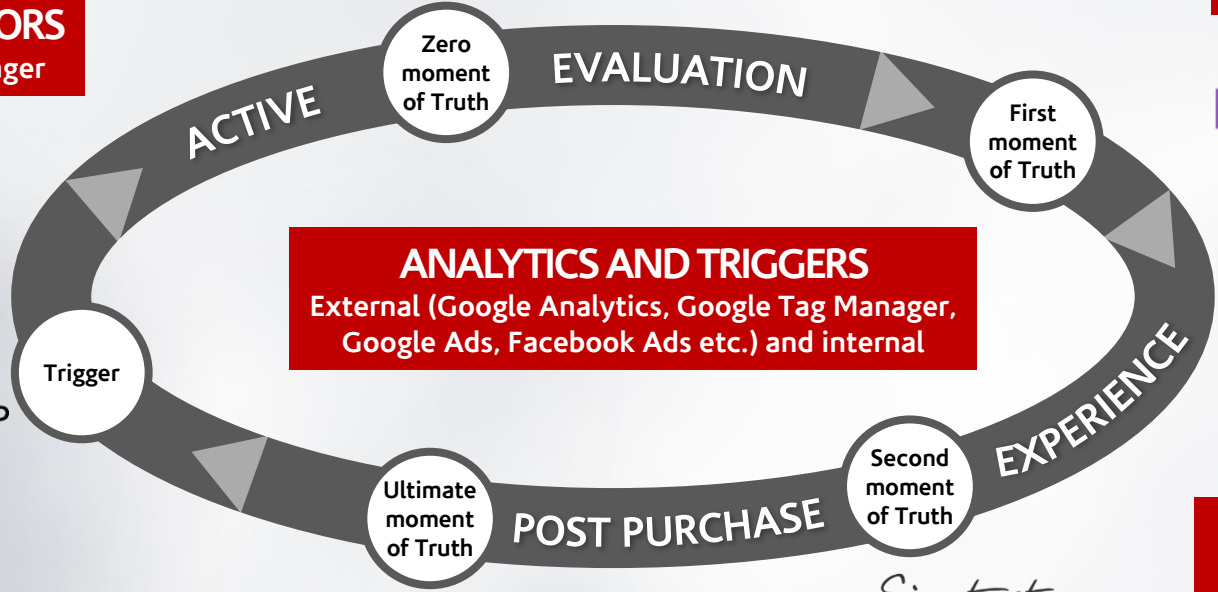 ORS
ager
Zero
moment
of Truth
EVALUATION
ACTIVE
First
moment
of Truth
ANALYTICS AND TRIGGERS
External (Google Analytics, Google Tag Manager,
Google Ads, Facebook Ads etc.) and internal
Trigger
EXPERIENCE
Second
moment
of Truth
Ultimate
moment
of Truth
POST PURCHASE